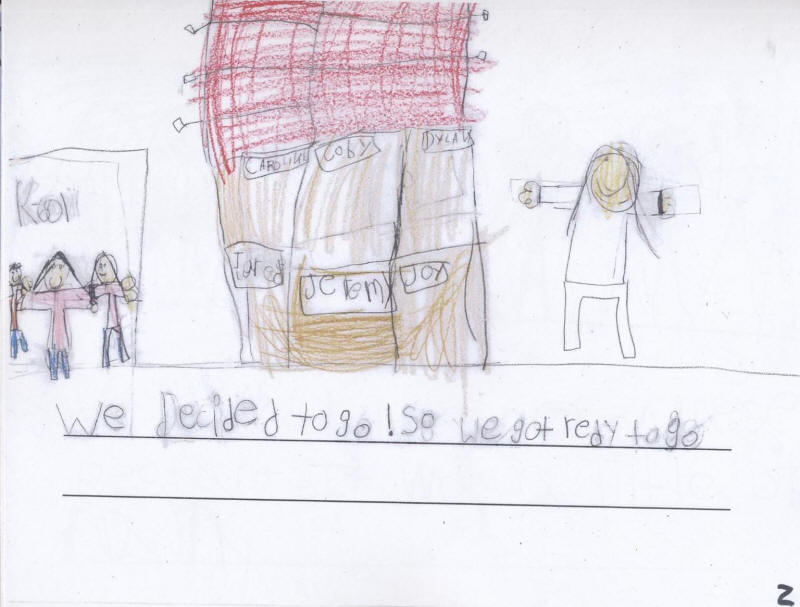 CAROLINE COBY DYLAN
Kool
Jared Jeremy Joy
We Decided to go! So we got redy to go
2